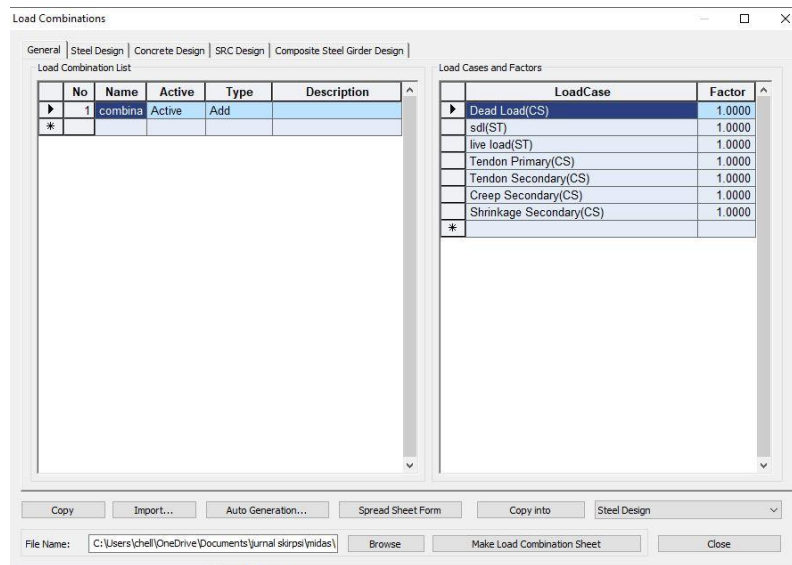 Load Combinations
General Steel Design Concrete Design SRC Design Composite Steel Girder Design
Load Combination List
No Name Active Type Description
1 combina Active Add
*
Load Cases and Factors
LoadCase Factor
Dead Load(CS) 1.0000
sdl(ST) 1.0000
live load(ST) 1.0000
Tendon Primary(CS) 1.0000
Tendon Secondary(CS) 1.0000
Creep Secondary(CS) 1.0000
Shrinkage Secondary(CS) 1.0000
*
Copy Import... Auto Generation... Spread Sheet Form Copy into Steel Design
File Name: C:\Users\chell\OneDrive\Documents\jurnal skirpsi\midas\ Browse Make Load Combination Sheet Close